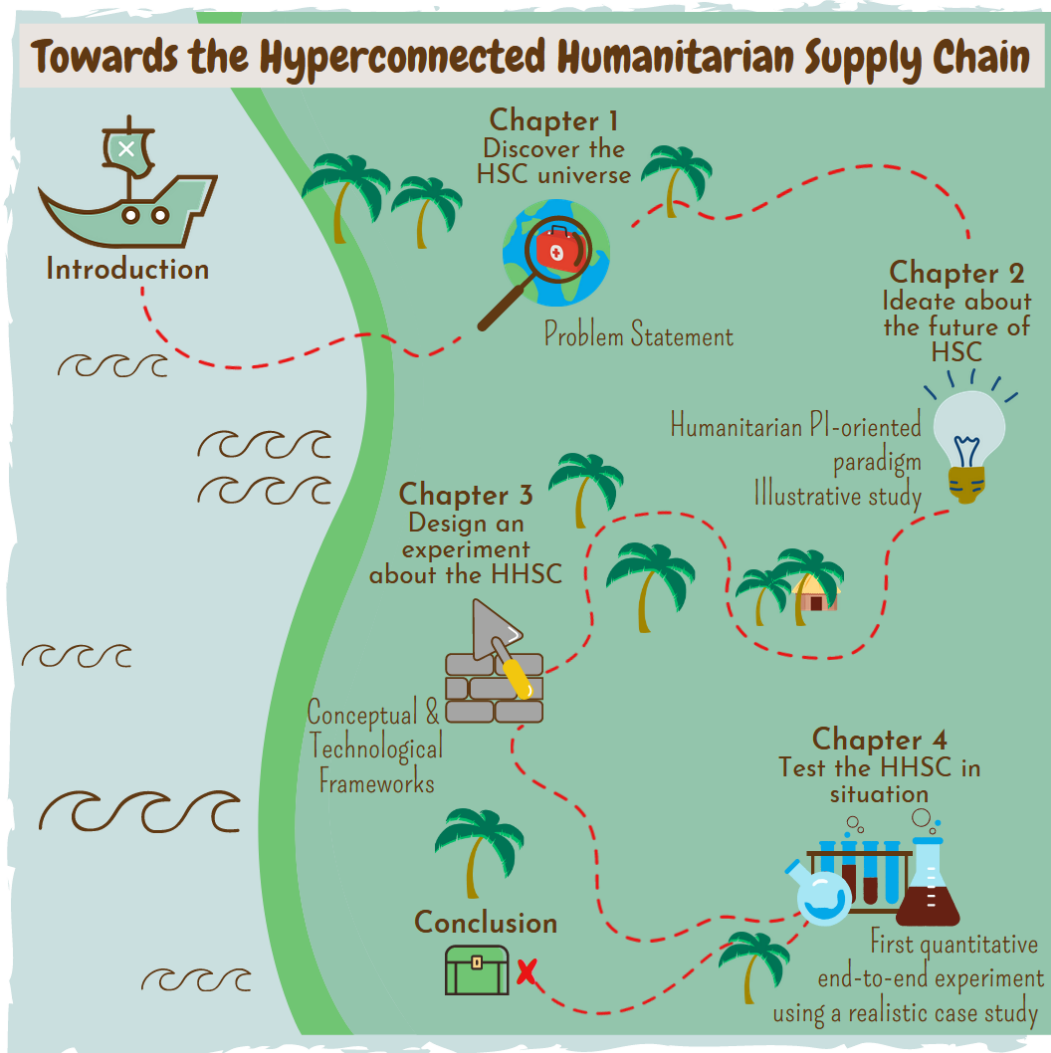 Towards the Hyperconnected Humanitarian Supply Chain
Introduction
Chapter 1
Discover the
HSC universe
Problem Statement
Chapter 2
Ideate about
the future of
HSC
Humanitarian PI-oriented
paradigm
Illustrative study
Chapter 3
Design an
experiment
about the HHSC
Conceptual &
Technological
Frameworks
Chapter 4
Test the HHSC in
situation
First quantitative
end-to-end experiment
using a realistic case study
Conclusion